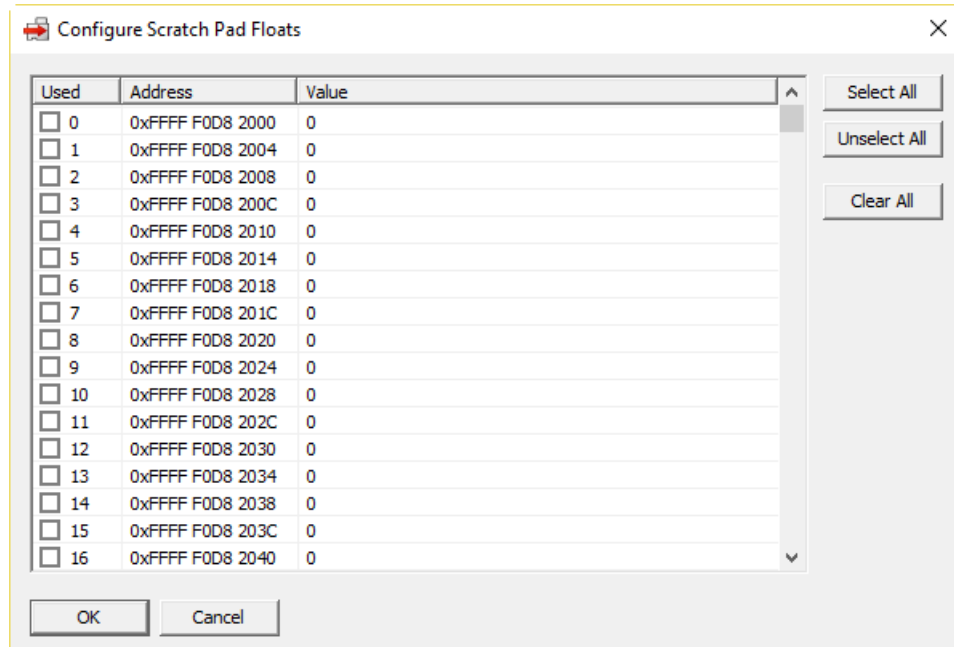 Configure Scratch Pad Floats
Used Address Value
0 0xFFFF F0D8 2000 0
1 0xFFFF F0D8 2004 0
2 0xFFFF F0D8 2008 0
3 0xFFFF F0D8 200C 0
4 0xFFFF F0D8 2010 0
5 0xFFFF F0D8 2014 0
6 0xFFFF F0D8 2018 0
7 0xFFFF F0D8 201C 0
8 0xFFFF F0D8 2020 0
9 0xFFFF F0D8 2024 0
10 0xFFFF F0D8 2028 0
11 0xFFFF F0D8 202C 0
12 0xFFFF F0D8 2030 0
13 0xFFFF F0D8 2034 0
14 0xFFFF F0D8 2038 0
15 0xFFFF F0D8 203C 0
16 0xFFFF F0D8 2040 0
Select All
Unselect All
Clear All
OK Cancel